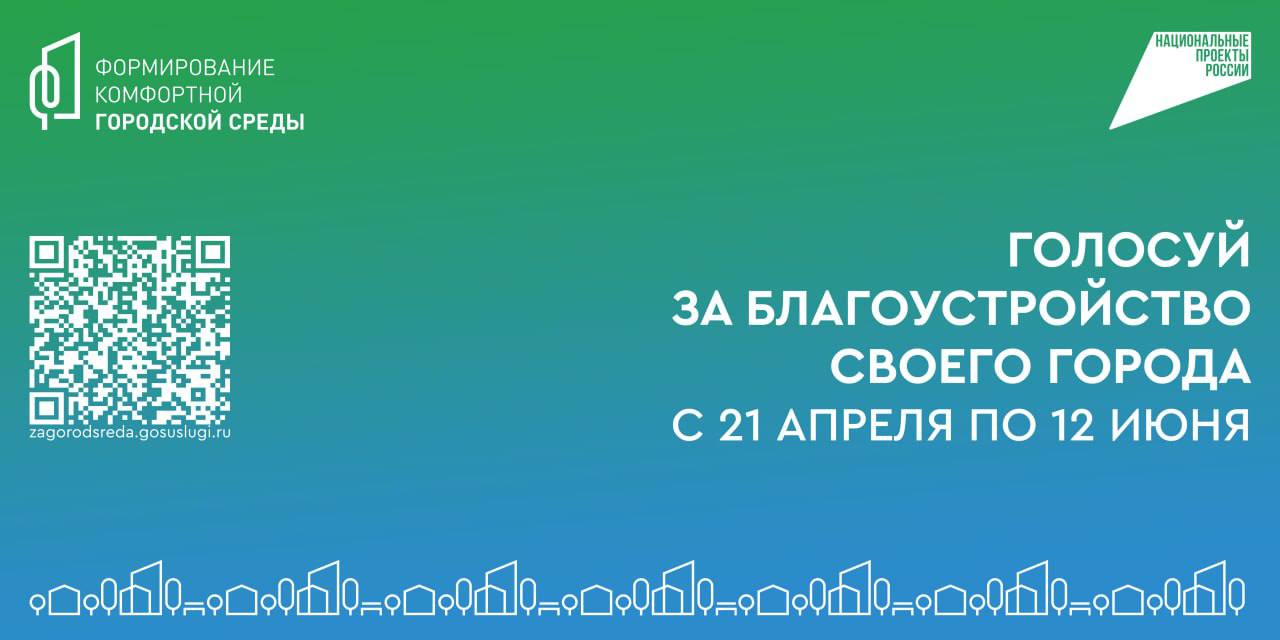 ФОРМИРОВАНИЕ
КОМФОРТНОЙ
ГОРОДСКОЙ СРЕДЫ
НАЦИОНАЛЬНЫЕ
ПРОЕКТЫ
РОССИИ
ГОЛОСУЙ
ЗА БЛАГОУСТРОЙСТВО
СВОЕГО ГОРОДА
С 21 АПРЕЛЯ ПО 12 ИЮНЯ
zagorodsreda.gosuslugi.ru